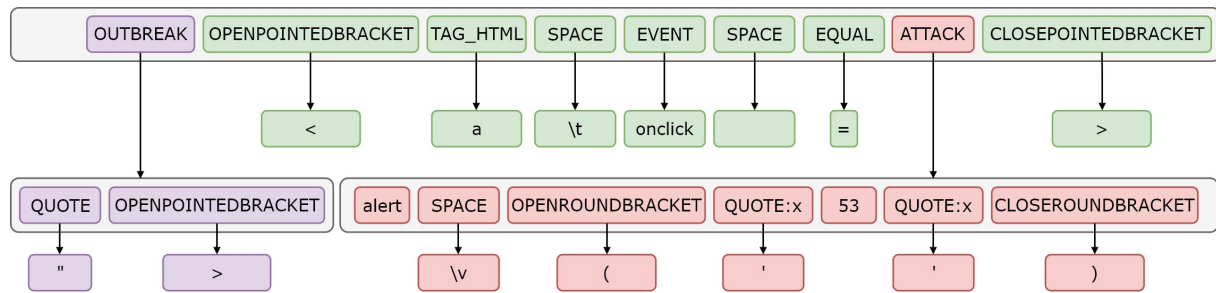 OUTBREAK OPENPOINTEDBRACKET TAG_HTML SPACE EVENT SPACE EQUAL ATTACK CLOSEPOINTEDBRACKET
< a \t onclick = >
QUOTE OPENPOINTEDBRACKET alert SPACE OPENROUNDBRACKET QUOTE:x 53 QUOTE:x CLOSEROUNDBRACKET
" > \v ( ' ' )